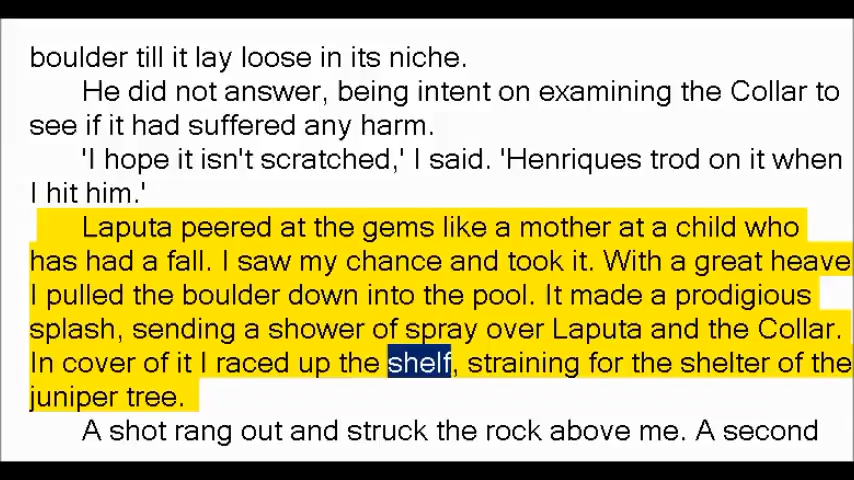 boulder till it lay loose in its niche.
He did not answer, being intent on examining the Collar to
see if it had suffered any harm.
'I hope it isn't scratched,' I said. 'Henriques trod on it when
I hit him.'
Laputa peered at the gems like a mother at a child who
has had a fall. I saw my chance and took it. With a great heave
I pulled the boulder down into the pool. It made a prodigious
splash, sending a shower of spray over Laputa and the Collar.
In cover of it I raced up the shelf, straining for the shelter of the
juniper tree.
A shot rang out and struck the rock above me. A second